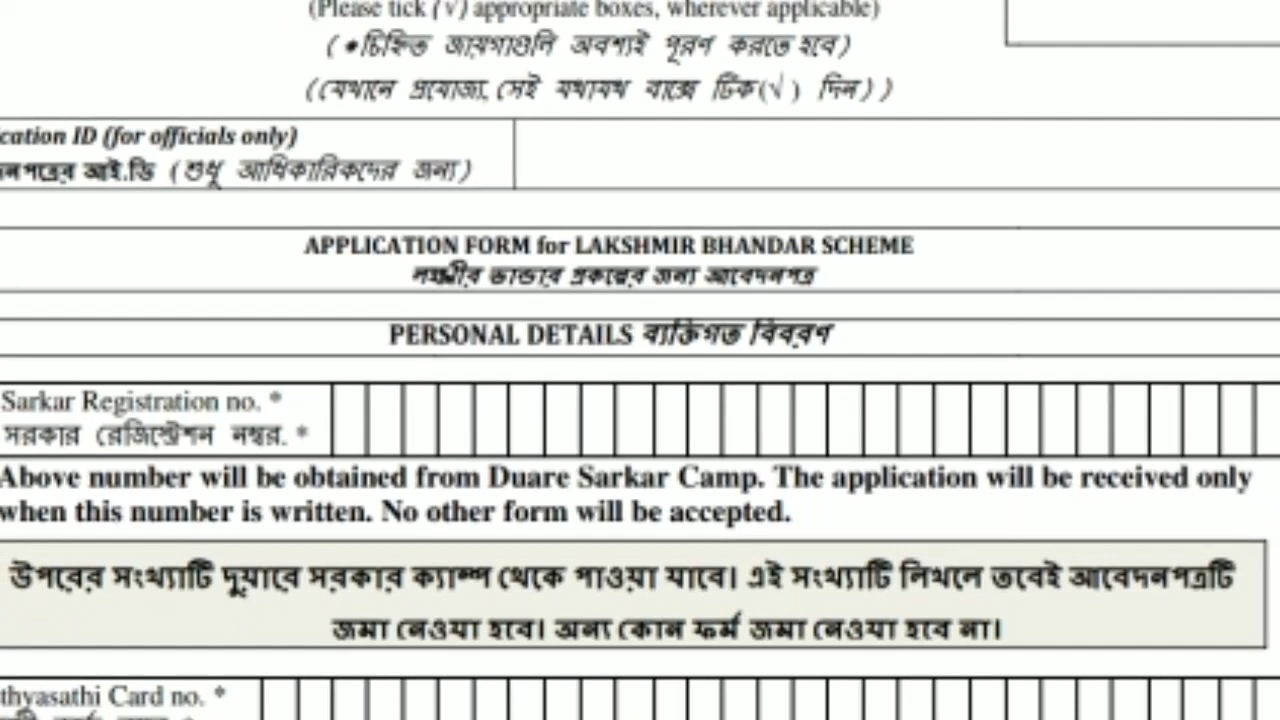 (Please tick (√) appropriate boxes, wherever applicable)
( •চিহ্নিত জায়গাগুলি অবশ্যই পূরণ করতে হবে)
((যেখানে প্রযোজ্য, সেই যথাযথ বাক্সে টিক(√ ) দিন) )
cation ID (for officials only)
নপত্রের আই.ডি (শুধু আধিকারিকদের জন্য)
APPLICATION FORM for LAKSHMIR BHANDAR SCHEME
লক্ষ্মীর ভান্ডার প্রকল্পের জন্য আবেদনপত্র
PERSONAL DETAILS ব্যক্তিগত বিবরণ
Sarkar Registration no. *
সরকার রেজিস্ট্রেশন নম্বর. *
Above number will be obtained from Duare Sarkar Camp. The application will be received only
when this number is written. No other form will be accepted.
উপরের সংখ্যাটি দুয়ারে সরকার ক্যাম্প থেকে পাওয়া যাবে। এই সংখ্যাটি লিখলে তবেই আবেদনপত্রটি
জমা নেওয়া হবে। অন্য কোন ফর্ম জমা নেওয়া হবে না।
thyasathi Card no. *